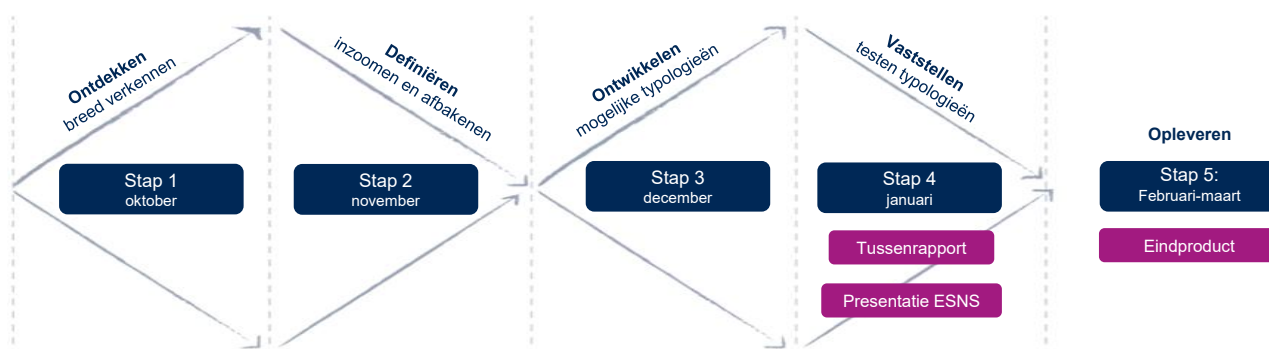 Ontdekken
breed verkennen
Definiëren
inzoomen en afbakenen
Ontwikkelen
mogelijke typologieën
Vaststellen
testen typologieën
Opleveren
Stap 1
oktober
Stap 2
november
Stap 3
december
Stap 4
januari
Stap 5:
Februari-maart
Tussenrapport
Eindproduct
Presentatie ESNS